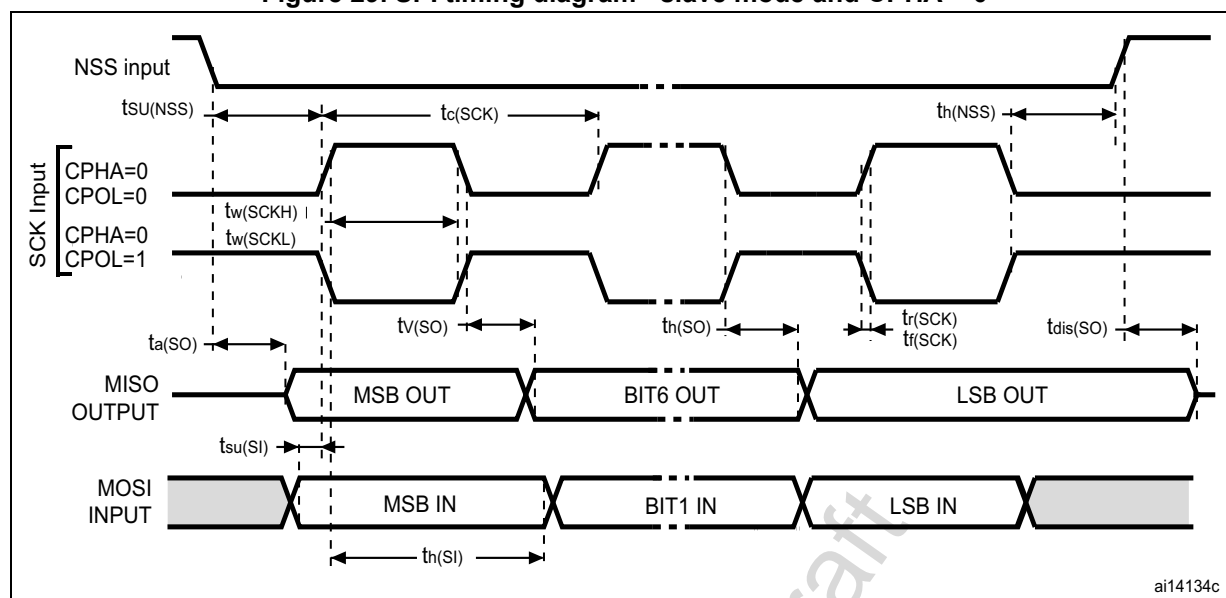 NSS input
tSU(NSS)
tc(SCK)
th(NSS)
SCK Input
CPHA=0
CPOL=0
tw(SCKH)
CPHA=0
tw(SCKL)
CPOL=1
tV(SO)
th(SO)
tr(SCK)
tf(SCK)
tdis(SO)
ta(SO)
MISO
OUTPUT
MSB OUT
BIT6 OUT
LSB OUT
tsu(SI)
MOSI
INPUT
MSB IN
BIT1 IN
LSB IN
th(SI)
ai14134c